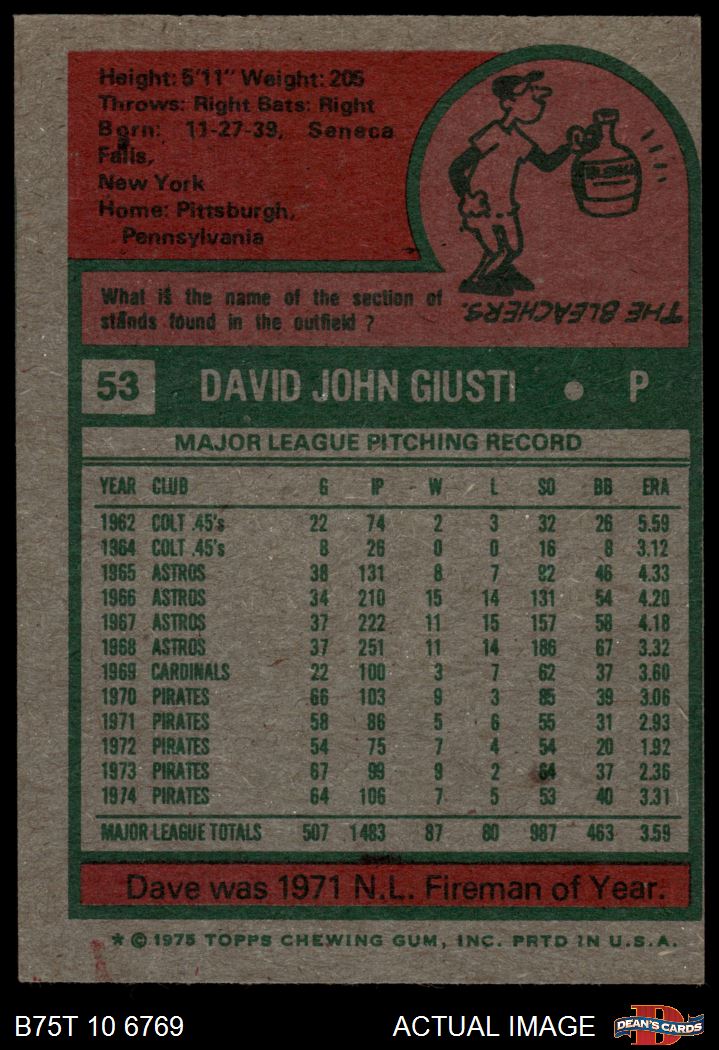 Height: 5'11" Weight: 205
Throws: Right Bats: Right
Born: 11-27-39, Seneca
Falls,
New York
Home: Pittsburgh,
Pennsylvania
What is the name of the section of
stands found in the outfield ?
THE BLEACHERS.
53 DAVID JOHN GIUSTI • P
MAJOR LEAGUE PITCHING RECORD
YEAR CLUB G IP W L SO BB ERA
1962 COLT .45's 22 74 2 3 32 26 5.59
1964 COLT .45's 8 26 0 0 16 8 3.12
1965 ASTROS 38 131 8 7 92 46 4.33
1966 ASTROS 34 210 15 14 131 54 4.20
1967 ASTROS 37 222 11 15 157 58 4.18
1968 ASTROS 37 251 11 14 186 67 3.32
1969 CARDINALS 22 100 3 7 62 37 3.60
1970 PIRATES 66 103 9 3 85 39 3.06
1971 PIRATES 58 86 5 6 55 31 2.93
1972 PIRATES 54 75 7 4 54 20 1.92
1973 PIRATES 67 99 9 2 64 37 2.36
1974 PIRATES 64 106 7 5 53 40 3.31
MAJOR LEAGUE TOTALS 507 1483 87 80 987 463 3.59
Dave was 1971 N.L. Fireman of Year.
* © 1975 TOPPS CHEWING GUM, INC. PRTD IN U.S.A.
B75T 10 6769 ACTUAL IMAGE D DEAN'S CARDS